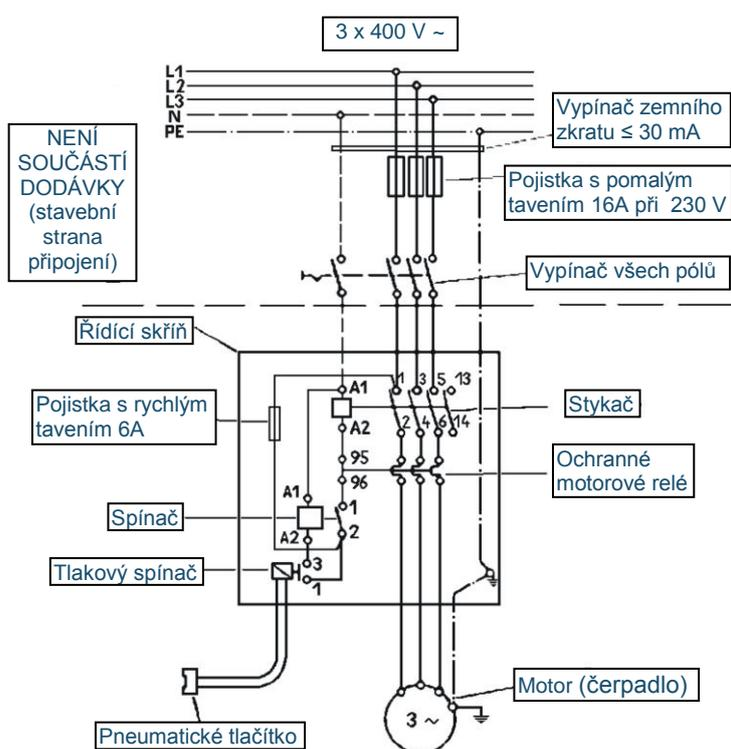 3 x 400 V ~
L1
L2
L3
N
PE
Vypínač zemního
zkratu ≤ 30 mA
NENÍ
SOUČÁSTÍ
DODÁVKY
(stavební
strana
připojení)
Pojistka s pomalým
tavením 16A při 230 V
Vypínač všech pólů
Řídící skříň
A1
1 3 5 13
Pojistka s rychlým
tavením 6A
Stykač
A2
2 4 6 14
95
Ochranné
motorové relé
96
A1
1
Spínač
A2
2
Tlakový spínač
3
1
Motor (čerpadlo)
3 ~
Pneumatické tlačítko